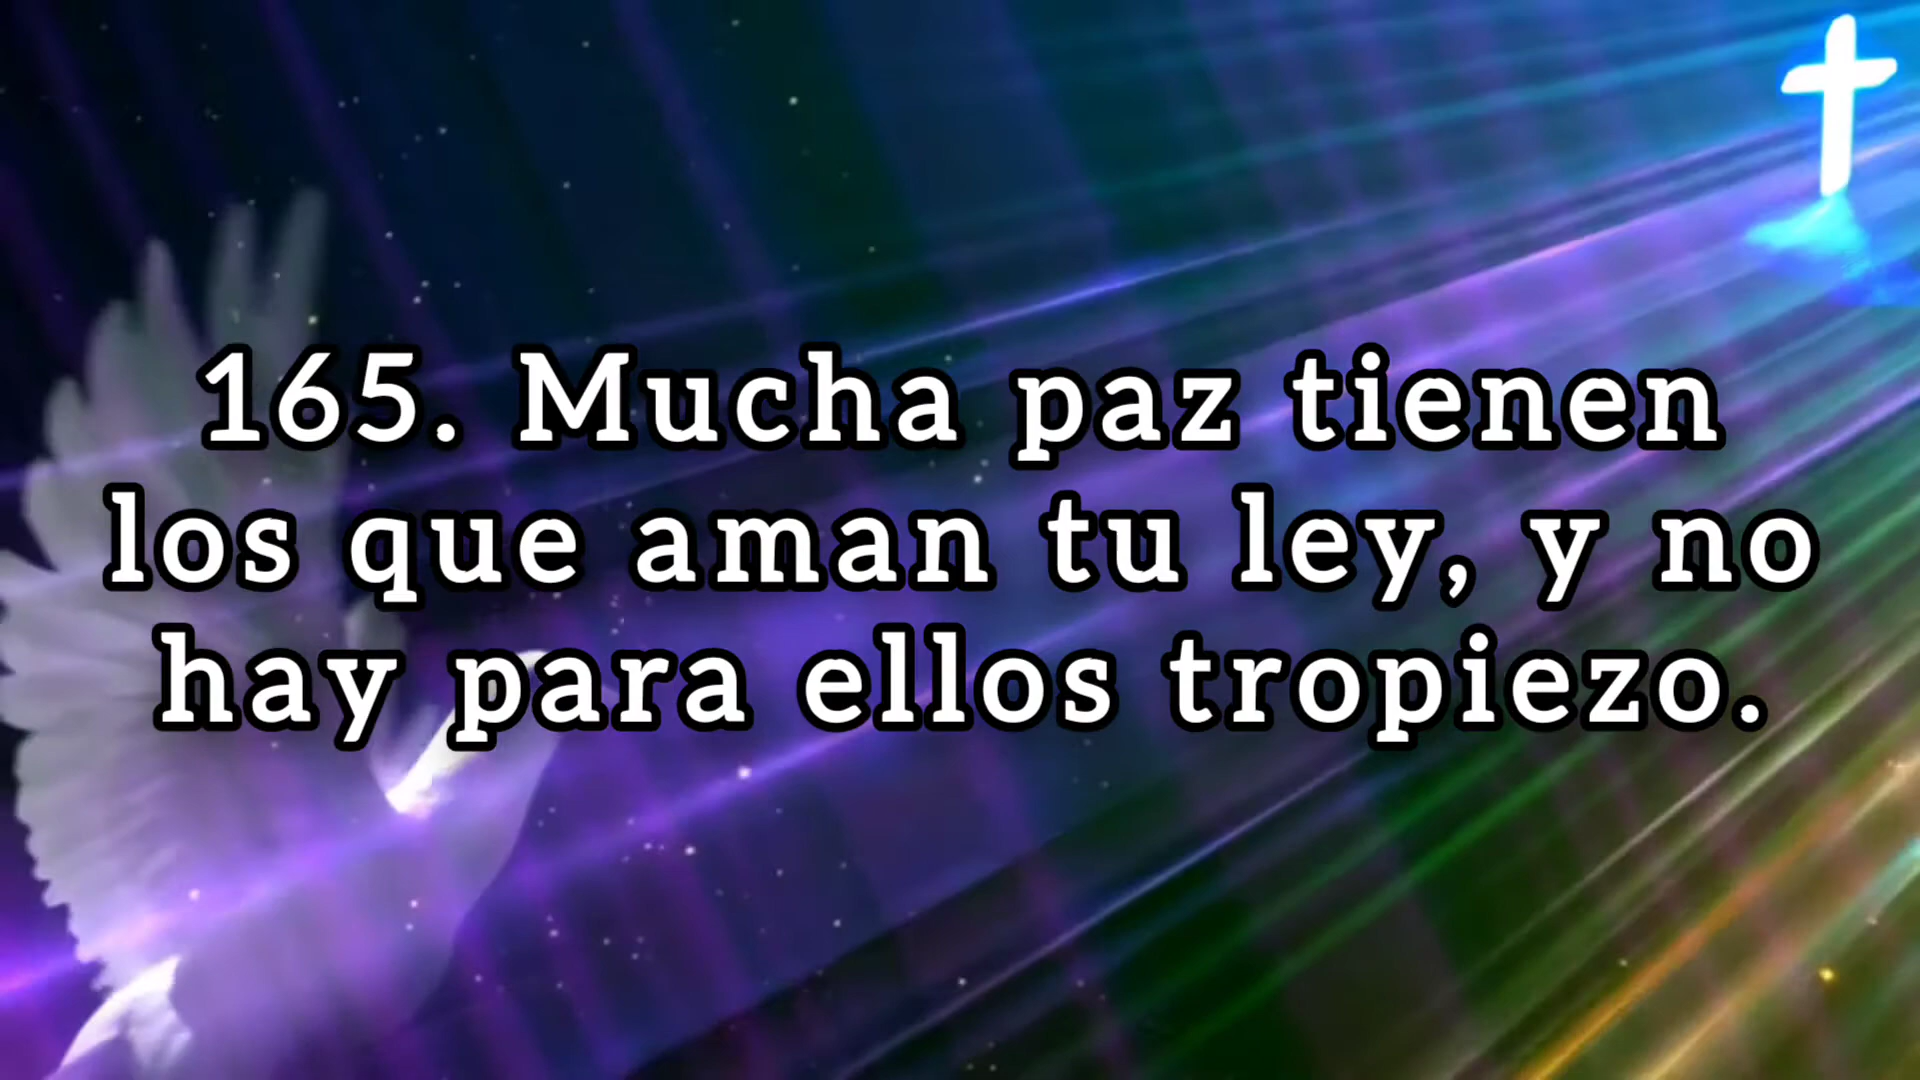 165. Mucha paz tienen
los que aman tu ley, y no
hay para ellos tropiezo.